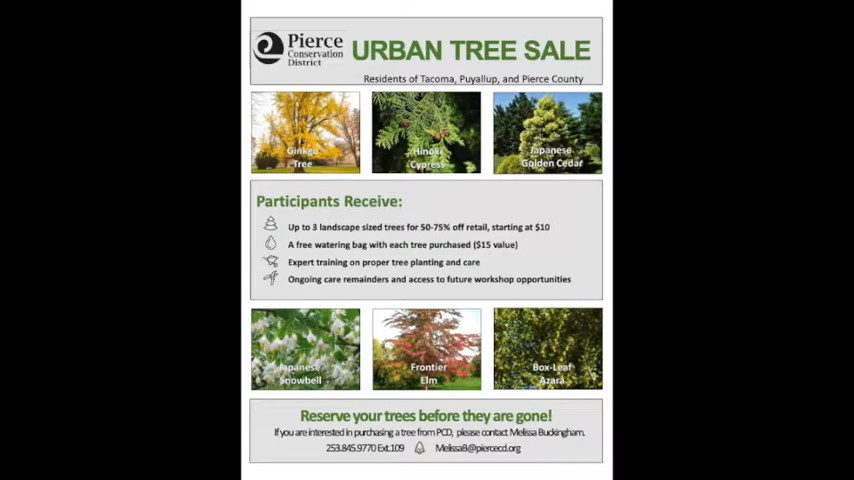 Pierce
Conservation
District
URBAN TREE SALE
Residents of Tacoma, Puyallup, and Pierce County
Ginkgo
Tree
Hinoki
Cypress
Japanese
Golden Cedar
Participants Receive:
Up to 3 landscape sized trees for 50-75% off retail, starting at $10
A free watering bag with each tree purchased ($15 value)
Expert training on proper tree planting and care
Ongoing care remainders and access to future workshop opportunities
Japanese
Snowbell
Frontier
Elm
Box-Leaf
Azara
Reserve your trees before they are gone!
If you are interested in purchasing a tree from PCD, please contact Melissa Buckingham.
253.845.9770 Ext.109 MelissaB@piercecd.org